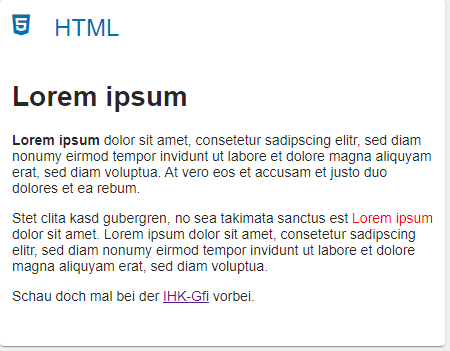 5
HTML
Lorem ipsum
Lorem ipsum dolor sit amet, consetetur sadipscing elitr, sed diam
nonumy eirmod tempor invidunt ut labore et dolore magna aliquyam
erat, sed diam voluptua. At vero eos et accusam et justo duo
dolores et ea rebum.
Stet clita kasd gubergren, no sea takimata sanctus est Lorem ipsum
dolor sit amet. Lorem ipsum dolor sit amet, consetetur sadipscing
elitr, sed diam nonumy eirmod tempor invidunt ut labore et dolore
magna aliquyam erat, sed diam voluptua.
Schau doch mal bei der IHK-Gfi vorbei.